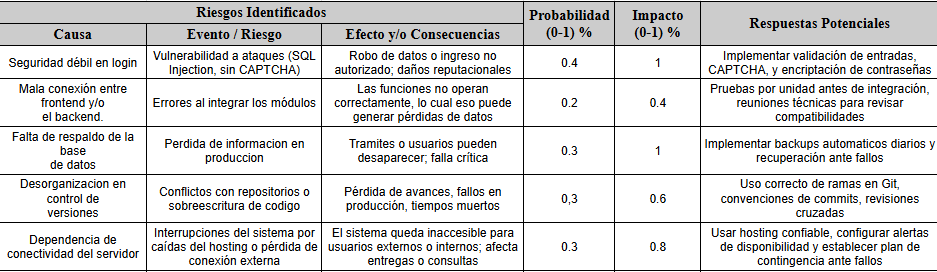 Riesgos Identificados
Probabilidad
(0-1) %
Impacto
(0-1) %
Respuestas Potenciales
Causa
Evento / Riesgo
Efecto y/o Consecuencias
Seguridad débil en login
Vulnerabilidad a ataques (SQL
Injection, sin CAPTCHA)
Robo de datos o ingreso no
autorizado; daños reputacionales
0.4
1
Implementar validación de entradas,
CAPTCHA, y encriptación de contraseñas
Mala conexión entre
frontend y/o
el backend.
Errores al integrar los módulos
Las funciones no operan
correctamente, lo cual eso puede
generar pérdidas de datos
0.2
0.4
Pruebas por unidad antes de integración,
reuniones técnicas para revisar
compatibilidades
Falta de respaldo de la
base
de datos
Perdida de informacion en
produccion
Tramites o usuarios pueden
desaparecer; falla crítica
0.3
1
Implementar backups automaticos diarios y
recuperación ante fallos
Desorganizacion en
control de
versiones
Conflictos con repositorios o
sobreescritura de codigo
Pérdida de avances, fallos en
producción, tiempos muertos
0,3
0.6
Uso correcto de ramas en Git,
convenciones de commits, revisiones
cruzadas
Dependencia de
conectividad del servidor
Interrupciones del sistema por
caídas del hosting o pérdida de
conexión externa
El sistema queda inaccesible para
usuarios externos o internos; afecta
entregas o consultas
0.3
0.8
Usar hosting confiable, configurar alertas
de disponibilidad y establecer plan de
contingencia ante fallos